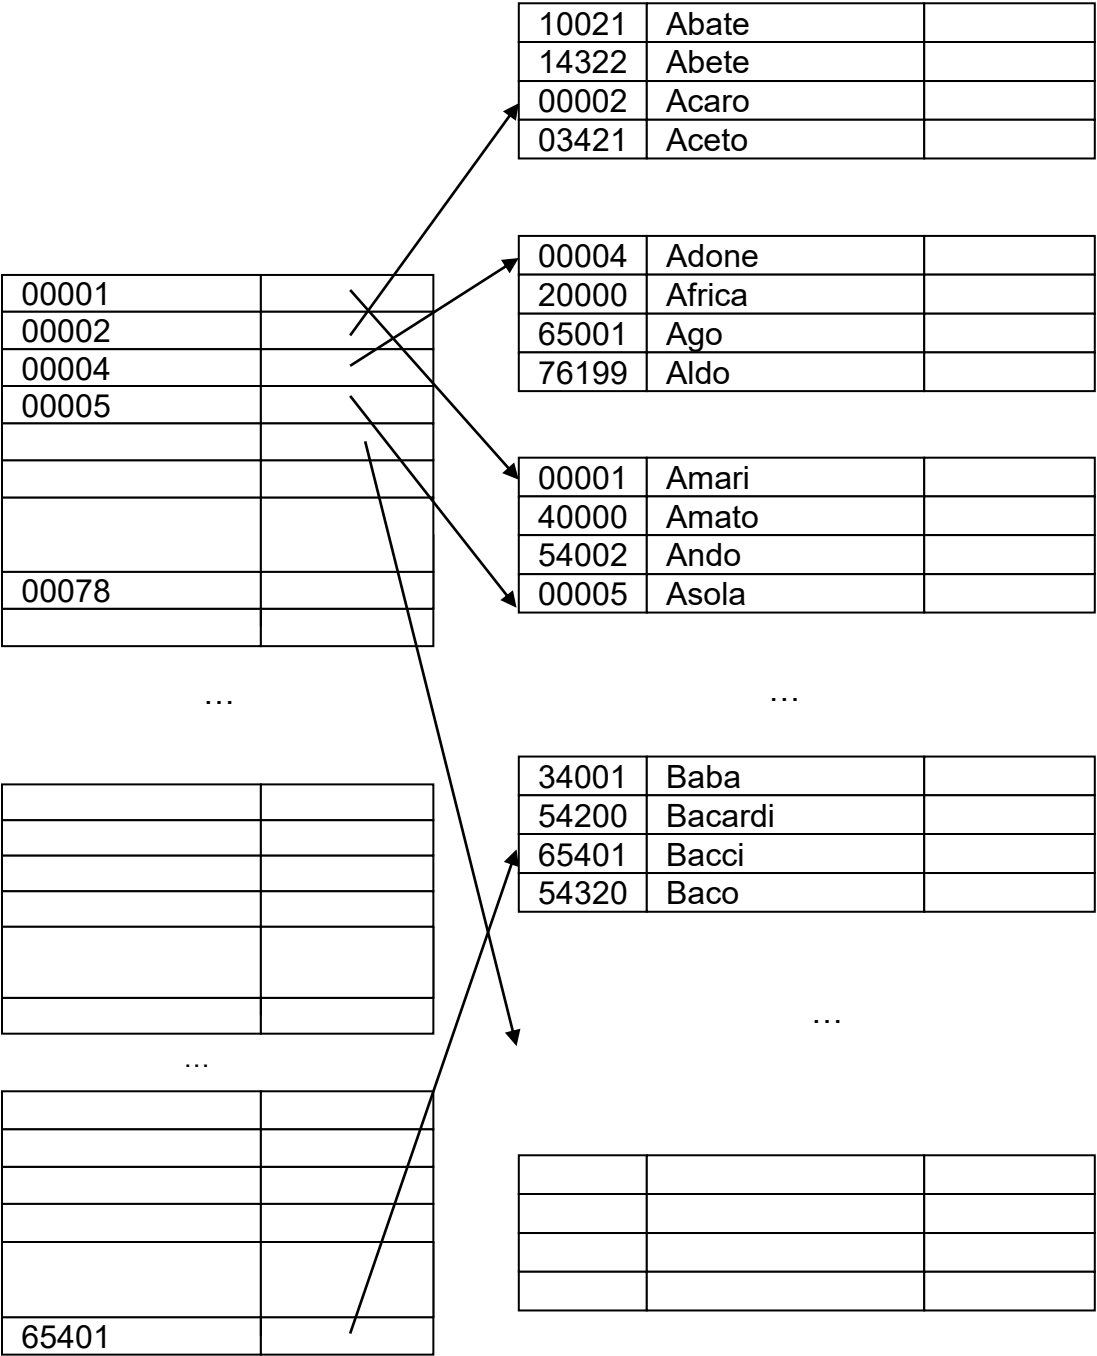 10021 Abate
14322 Abete
00002 Acaro
03421 Aceto
00004 Adone
20000 Africa
65001 Ago
76199 Aldo
00001 Amari
40000 Amato
54002 Ando
00005 Asola
…
34001 Baba
54200 Bacardi
65401 Bacci
54320 Baco
…
00001
00002
00004
00005
00078
…
…
65401